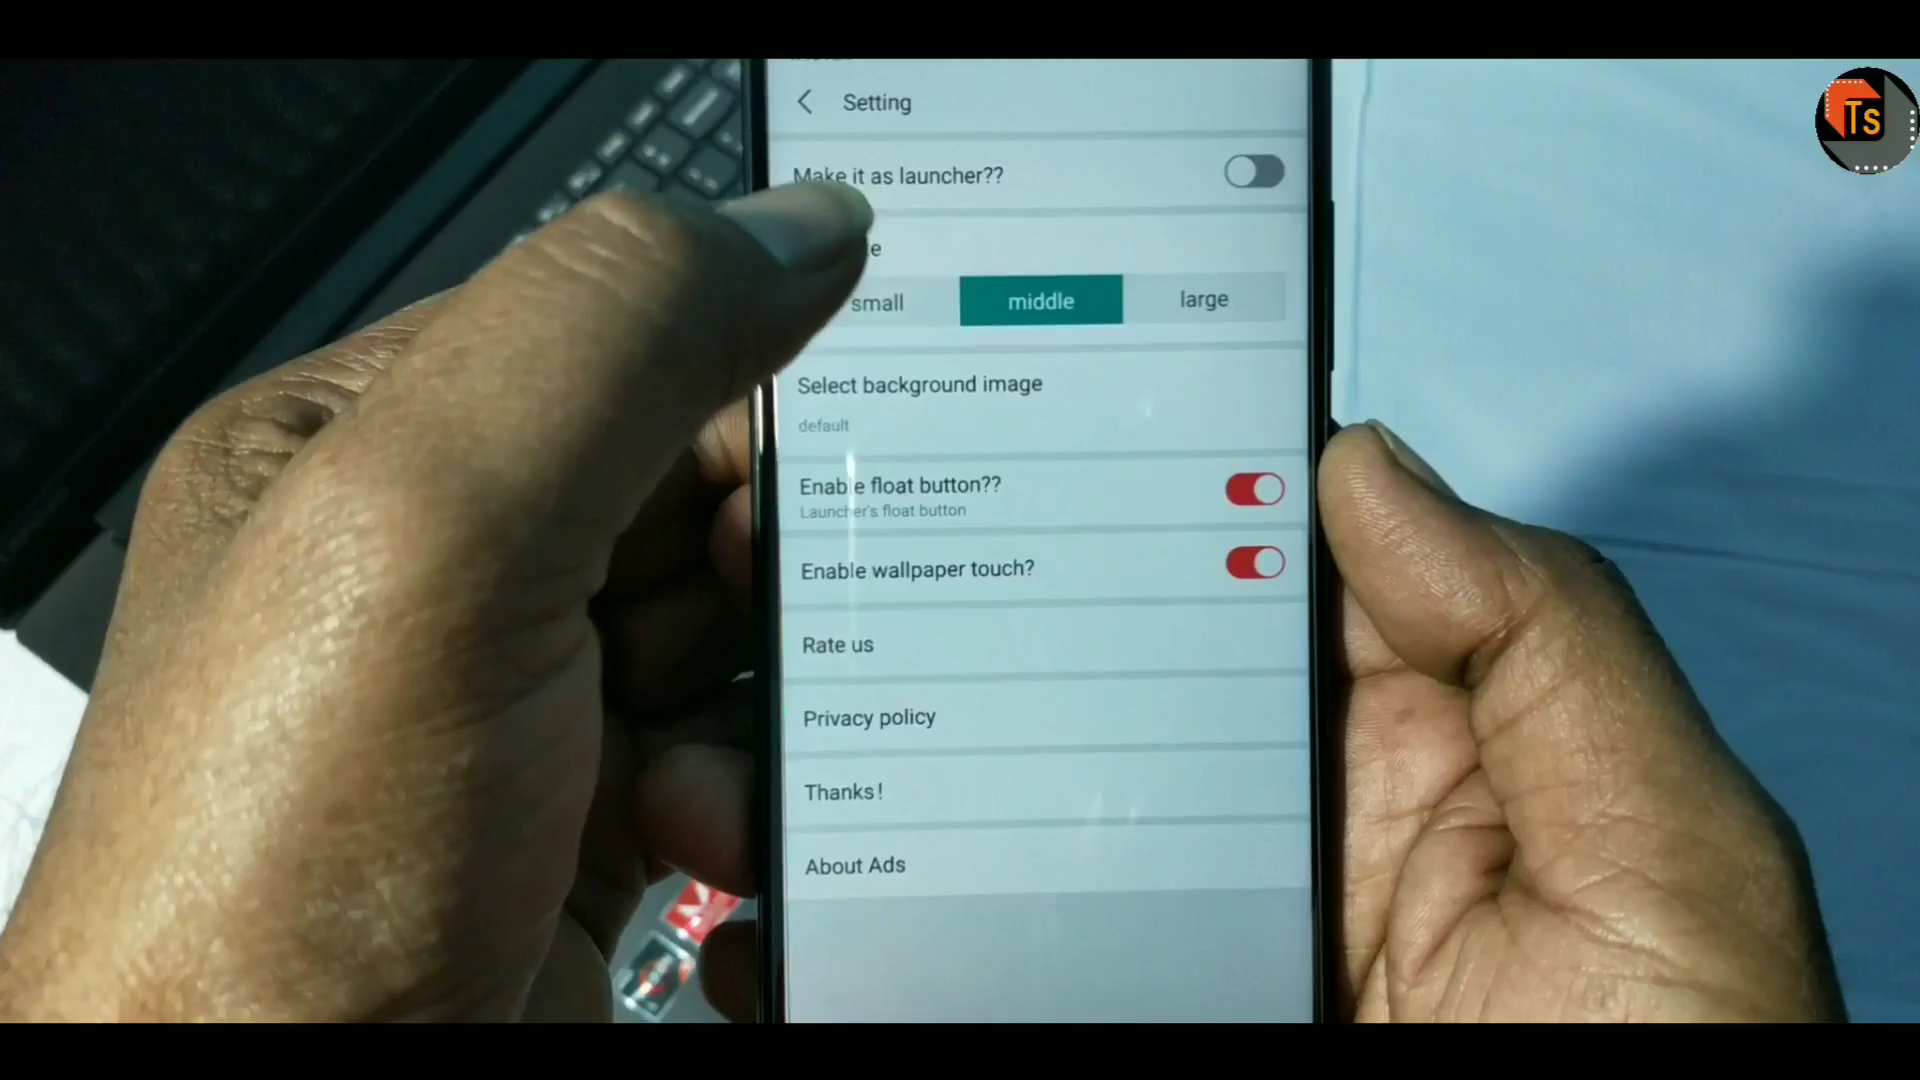 Setting
Ts
Make it as launcher??
small middle large
Select background image
default
Enable float button??
Launcher's float button
Enable wallpaper touch?
Rate us
Privacy policy
Thanks!
About Ads